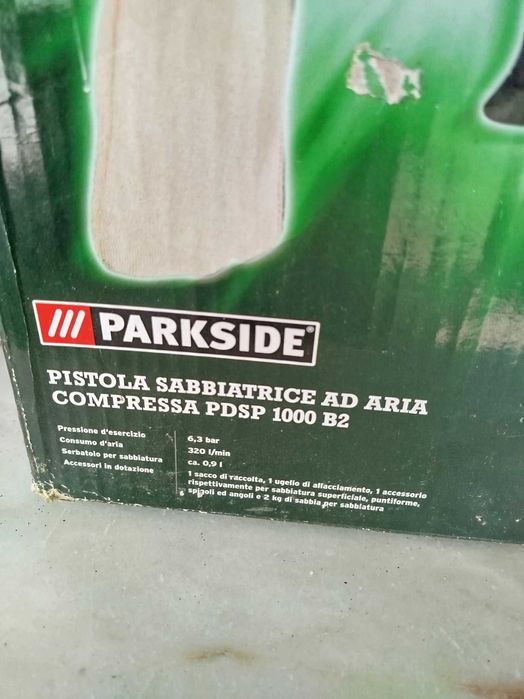 /// PARKSIDE®
PISTOLA SABBIATRICE AD ARIA
COMPRESSA PDSP 1000 B2
Pressione d'esercizio 6,3 bar
Consumo d'aria 320 l/min
Serbatoio per sabbiatura ca. 0,9 l
Accessori in dotazione 1 sacco di raccolta, 1 ugello di allacciamento, 1 accessorio
rispettivamente per sabbiatura superficiale, puntiforme,
spigoli ed angoli e 2 kg di sabbia per sabbiatura